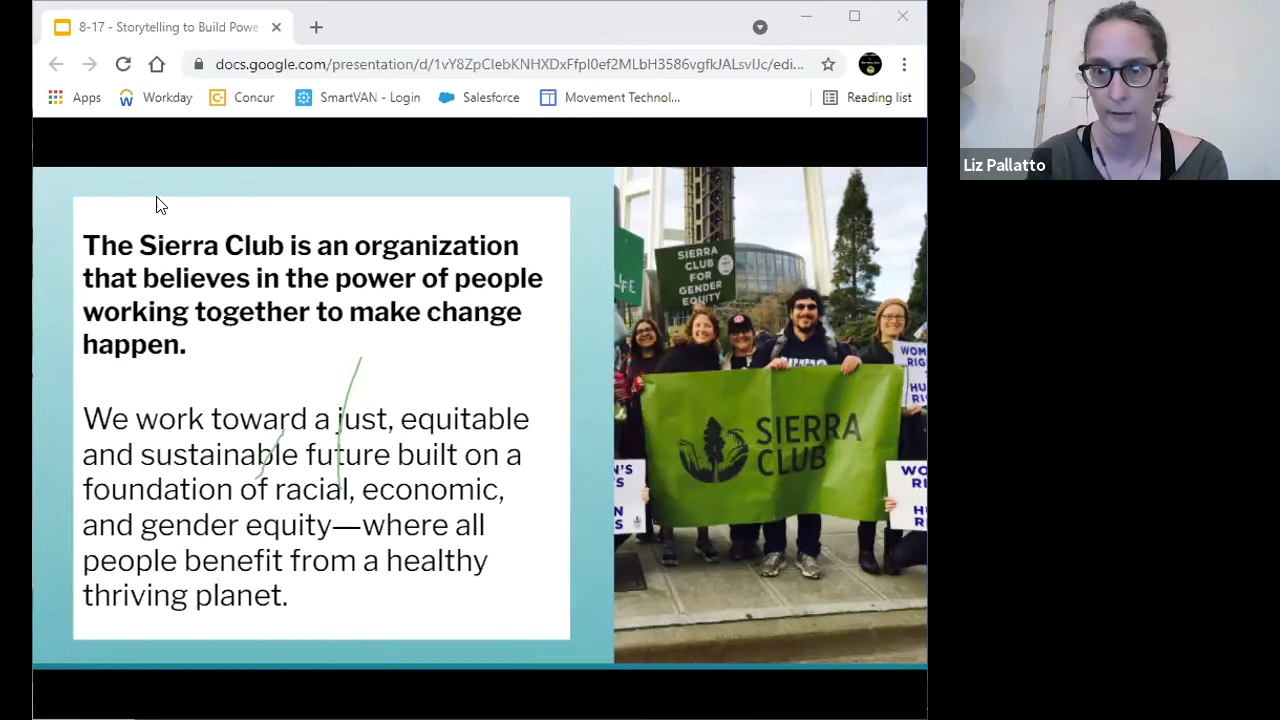 8-17 - Storytelling to Build Powe
docs.google.com/presentation/d/1vY8ZpClebKNHXDxFfpI0ef2MLbH3586vgfkJALsvlJc/edi...
Apps
Workday
Concur
SmartVAN - Login
Salesforce
Movement Technol...
Reading list
Liz Pallatto
The Sierra Club is an organization
that believes in the power of people
working together to make change
happen.
We work toward a just, equitable
and sustainable future built on a
foundation of racial, economic,
and gender equity—where all
people benefit from a healthy
thriving planet.
SIERRA
CLUB
FOR
GENDER
EQUITY
SIERRA
CLUB